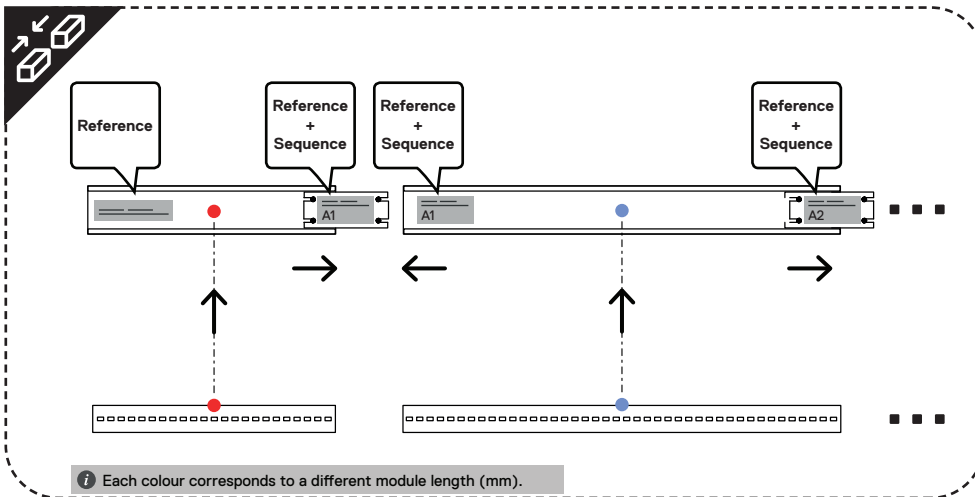 Reference
Reference
+
Sequence
Reference
+
Sequence
Reference
+
Sequence
A1
A1
A2
i Each colour corresponds to a different module length (mm).